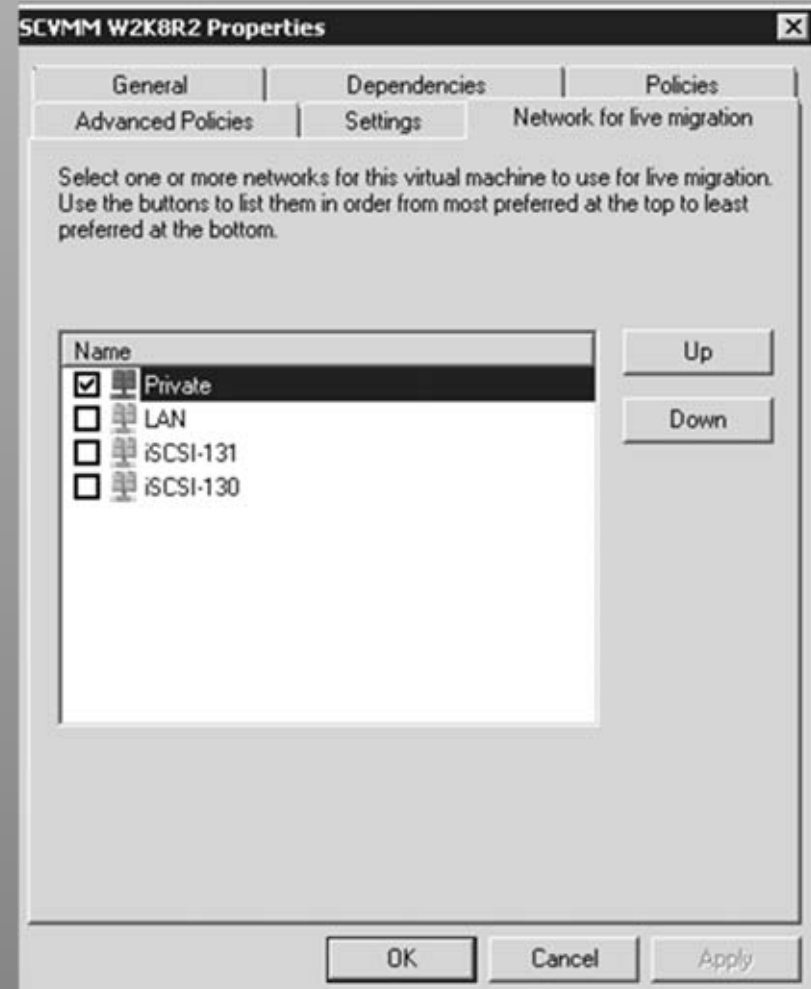 SCVMM W2K8R2 Properties
General Dependencies Policies
Advanced Policies Settings Network for live migration
Select one or more networks for this virtual machine to use for live migration.
Use the buttons to list them in order from most preferred at the top to least
preferred at the bottom.
Name
Private
LAN
iSCSI-131
iSCSI-130
Up
Down
OK Cancel Apply